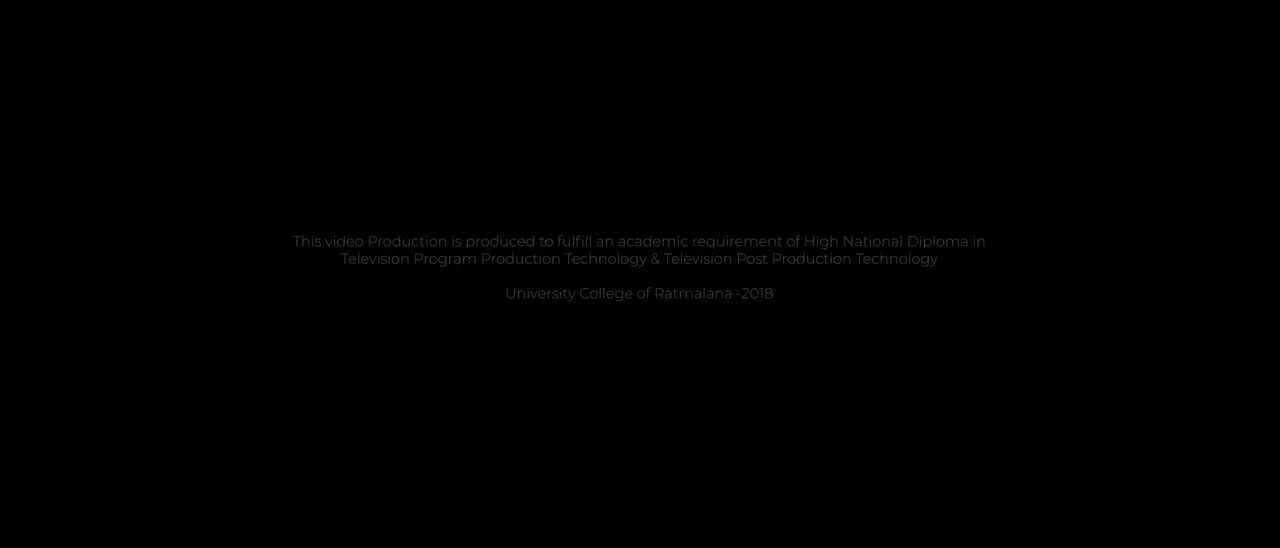 This video Production is produced to fulfill an academic requirement of High National Diploma in
Television Program Production Technology & Television Post Production Technology
University College of Ratmalana -2018